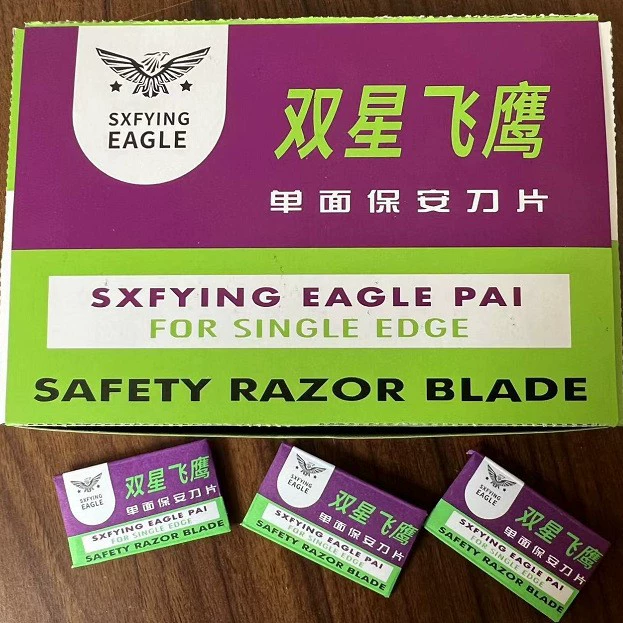 SXFYING
EAGLE
双星飞鹰
单面保安刀片
SXFYING EAGLE PAI
FOR SINGLE EDGE
SAFETY RAZOR BLADE
SXFYING
EAGLE
双星飞鹰
单面保安刀片
SXFYING EAGLE PAI
FOR SINGLE EDGE
SAFETY RAZOR BLADE
SXFYING
EAGLE
双星飞鹰
单面保安刀片
SXFYING EAGLE PAI
FOR SINGLE EDGE
SAFETY RAZOR BLADE
SXFYING
EAGLE
双星飞鹰
单面保安刀片
SXFYING EAGLE PAI
FOR SINGLE EDGE
SAFETY RAZOR BLADE